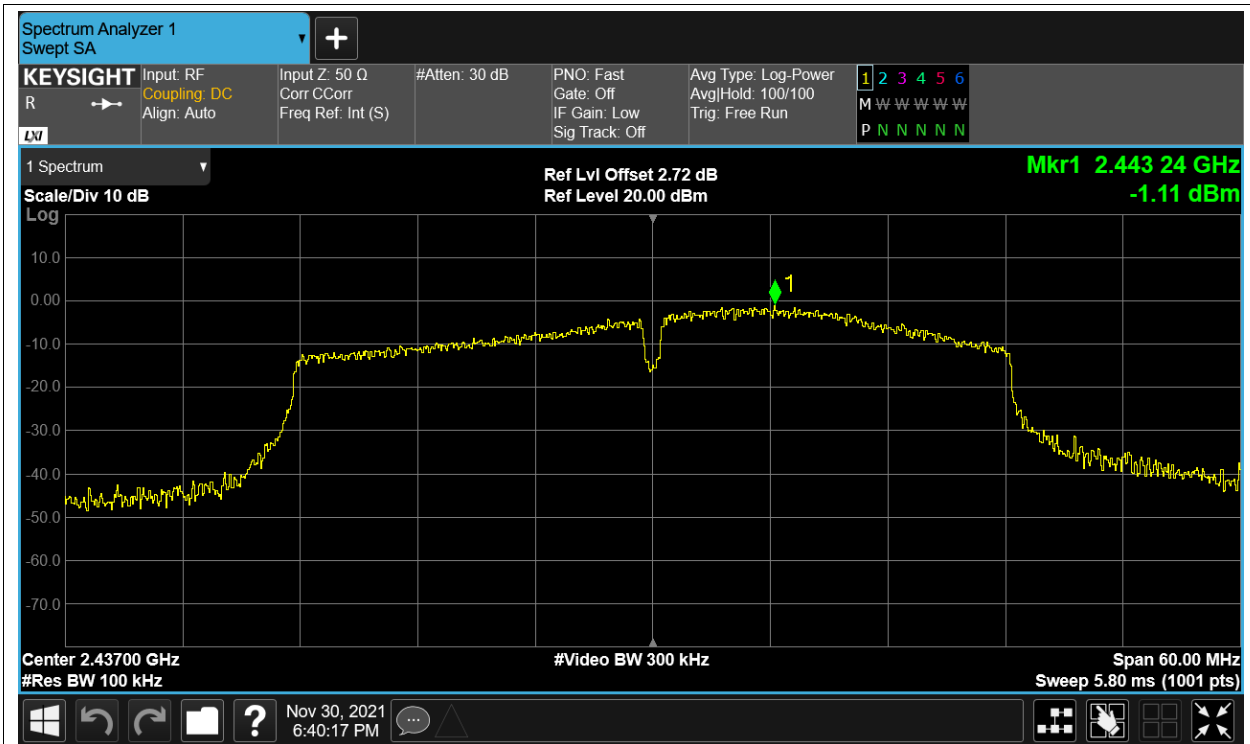 Spectrum Analyzer 1
Swept SA
+
KEYSIGHT
R
LXI
Input: RF
Coupling: DC
Align: Auto
Input Z: 50 Ω
Corr CCorr
Freq Ref: Int (S)
#Atten: 30 dB
PNO: Fast
Gate: Off
IF Gain: Low
Sig Track: Off
Avg Type: Log-Power
Avg|Hold: 100/100
Trig: Free Run
1 2 3 4 5 6
M W W W W W
P N N N N N
1 Spectrum
Scale/Div 10 dB
Log
Ref Lvl Offset 2.72 dB
Ref Level 20.00 dBm
Mkr1 2.443 24 GHz
-1.11 dBm
10.0
0.00
-10.0
-20.0
-30.0
-40.0
-50.0
-60.0
-70.0
1
Center 2.43700 GHz
#Res BW 100 kHz
#Video BW 300 kHz
Span 60.00 MHz
Sweep 5.80 ms (1001 pts)
?
Nov 30, 2021
6:40:17 PM